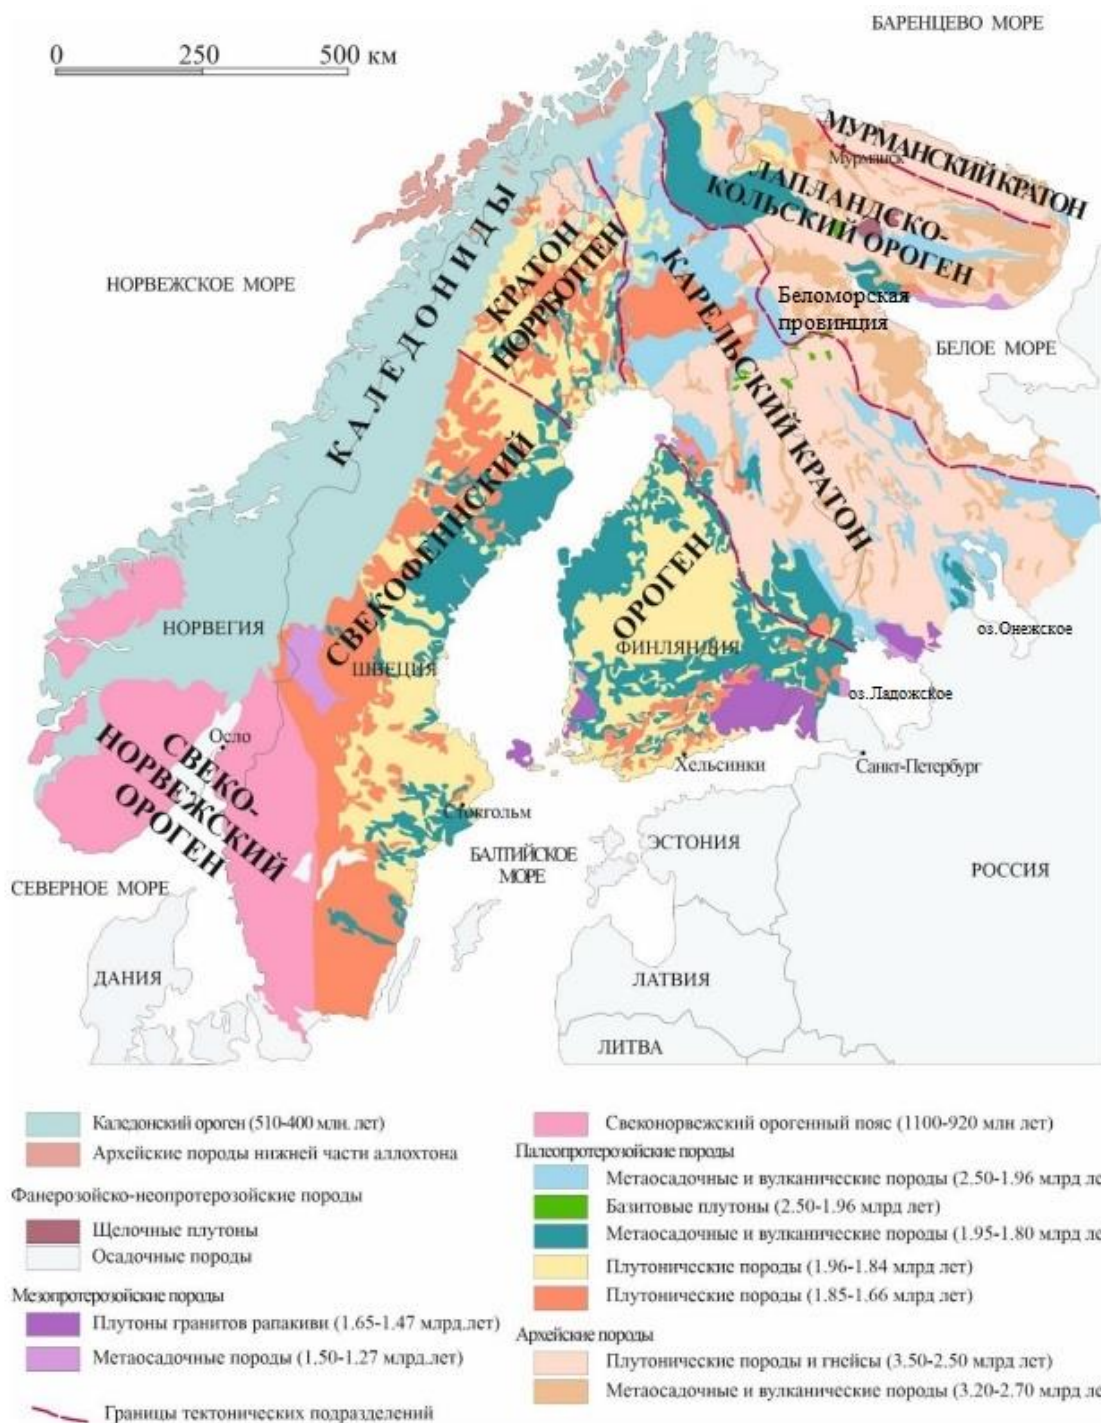 БАРЕНЦЕВО МОРЕ
0 250 500 км
МУРМАНСКИЙ КРАТОН
Мурманск
ЛАПЛАНДСКО-
КОЛЬСКИЙ ОРОГЕН
КАЛЕДОНИДЫ
КРАТОН
НОРРБОТТЕН
НОРВЕЖСКОЕ МОРЕ
КАРЕЛЬСКИЙ КРАТОН
Беломорская
провинция
БЕЛОЕ МОРЕ
СВЕКОФЕННСКИЙ
ОРОГЕН
НОРВЕГИЯ
ШВЕЦИЯ
ФИНЛЯНДИЯ
оз.Онежское
оз.Ладожское
Осло
СВЕКО-
НОРВЕЖСКИЙ
ОРОГЕН
Хельсинки
Санкт-Петербург
Стокгольм
БАЛТИЙСКОЕ
МОРЕ
ЭСТОНИЯ
РОССИЯ
СЕВЕРНОЕ МОРЕ
ДАНИЯ
ЛАТВИЯ
ЛИТВА
Каледонский ороген (510-400 млн. лет)
Архейские породы нижней части аллохтона
Фанерозойско-неопротерозойские породы
Щелочные плутоны
Осадочные породы
Мезопротерозойские породы
Плутоны гранитов рапакиви (1.65-1.47 млрд.лет)
Метаосадочные породы (1.50-1.27 млрд.лет)
Границы тектонических подразделений
Свеконорвежский орогенный пояс (1100-920 млн лет)
Палеопротерозойские породы
Метаосадочные и вулканические породы (2.50-1.96 млрд ле
Базитовые плутоны (2.50-1.96 млрд лет)
Метаосадочные и вулканические породы (1.95-1.80 млрд ле
Плутонические породы (1.96-1.84 млрд лет)
Плутонические породы (1.85-1.66 млрд лет)
Архейские породы
Плутонические породы и гнейсы (3.50-2.50 млрд лет)
Метаосадочные и вулканические породы (3.20-2.70 млрд ле